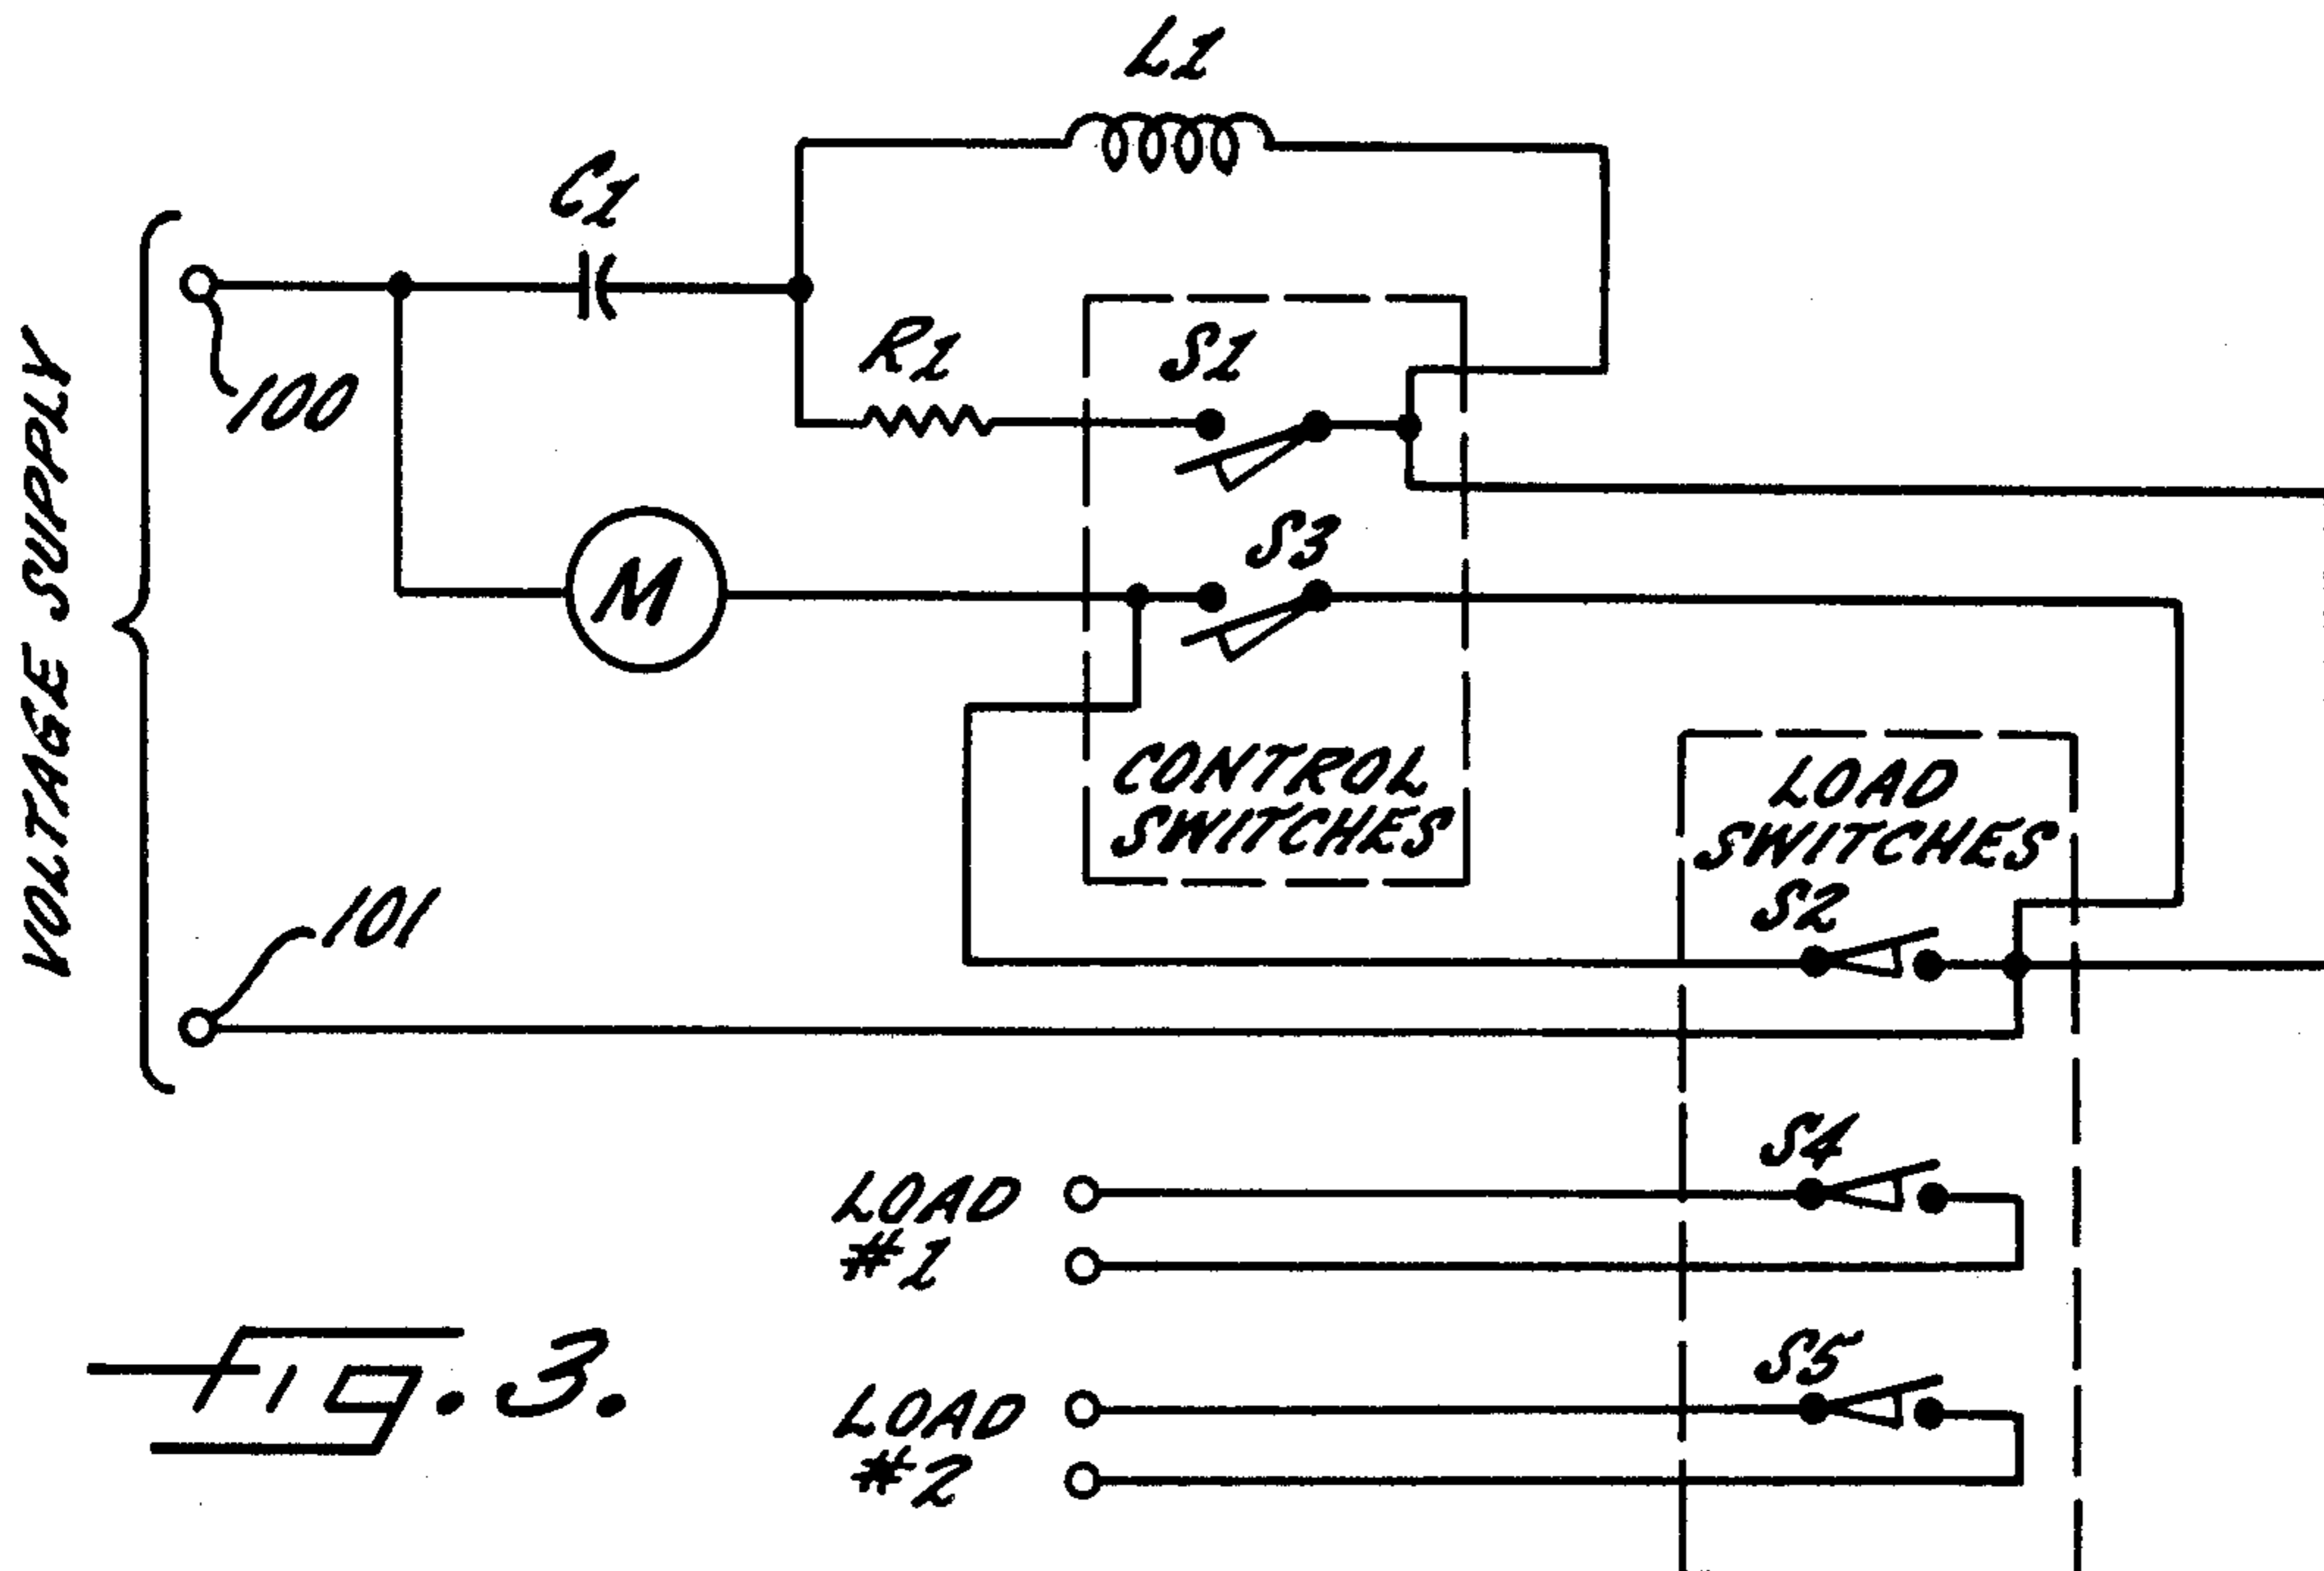 L1
C1
VOLTAGE SUPPLY
100
R1
S1
M
S3
CONTROL
SWITCHES
LOAD
SWITCHES
S2
101
S4
LOAD
#1
S5
LOAD
#2
Fig. 3.